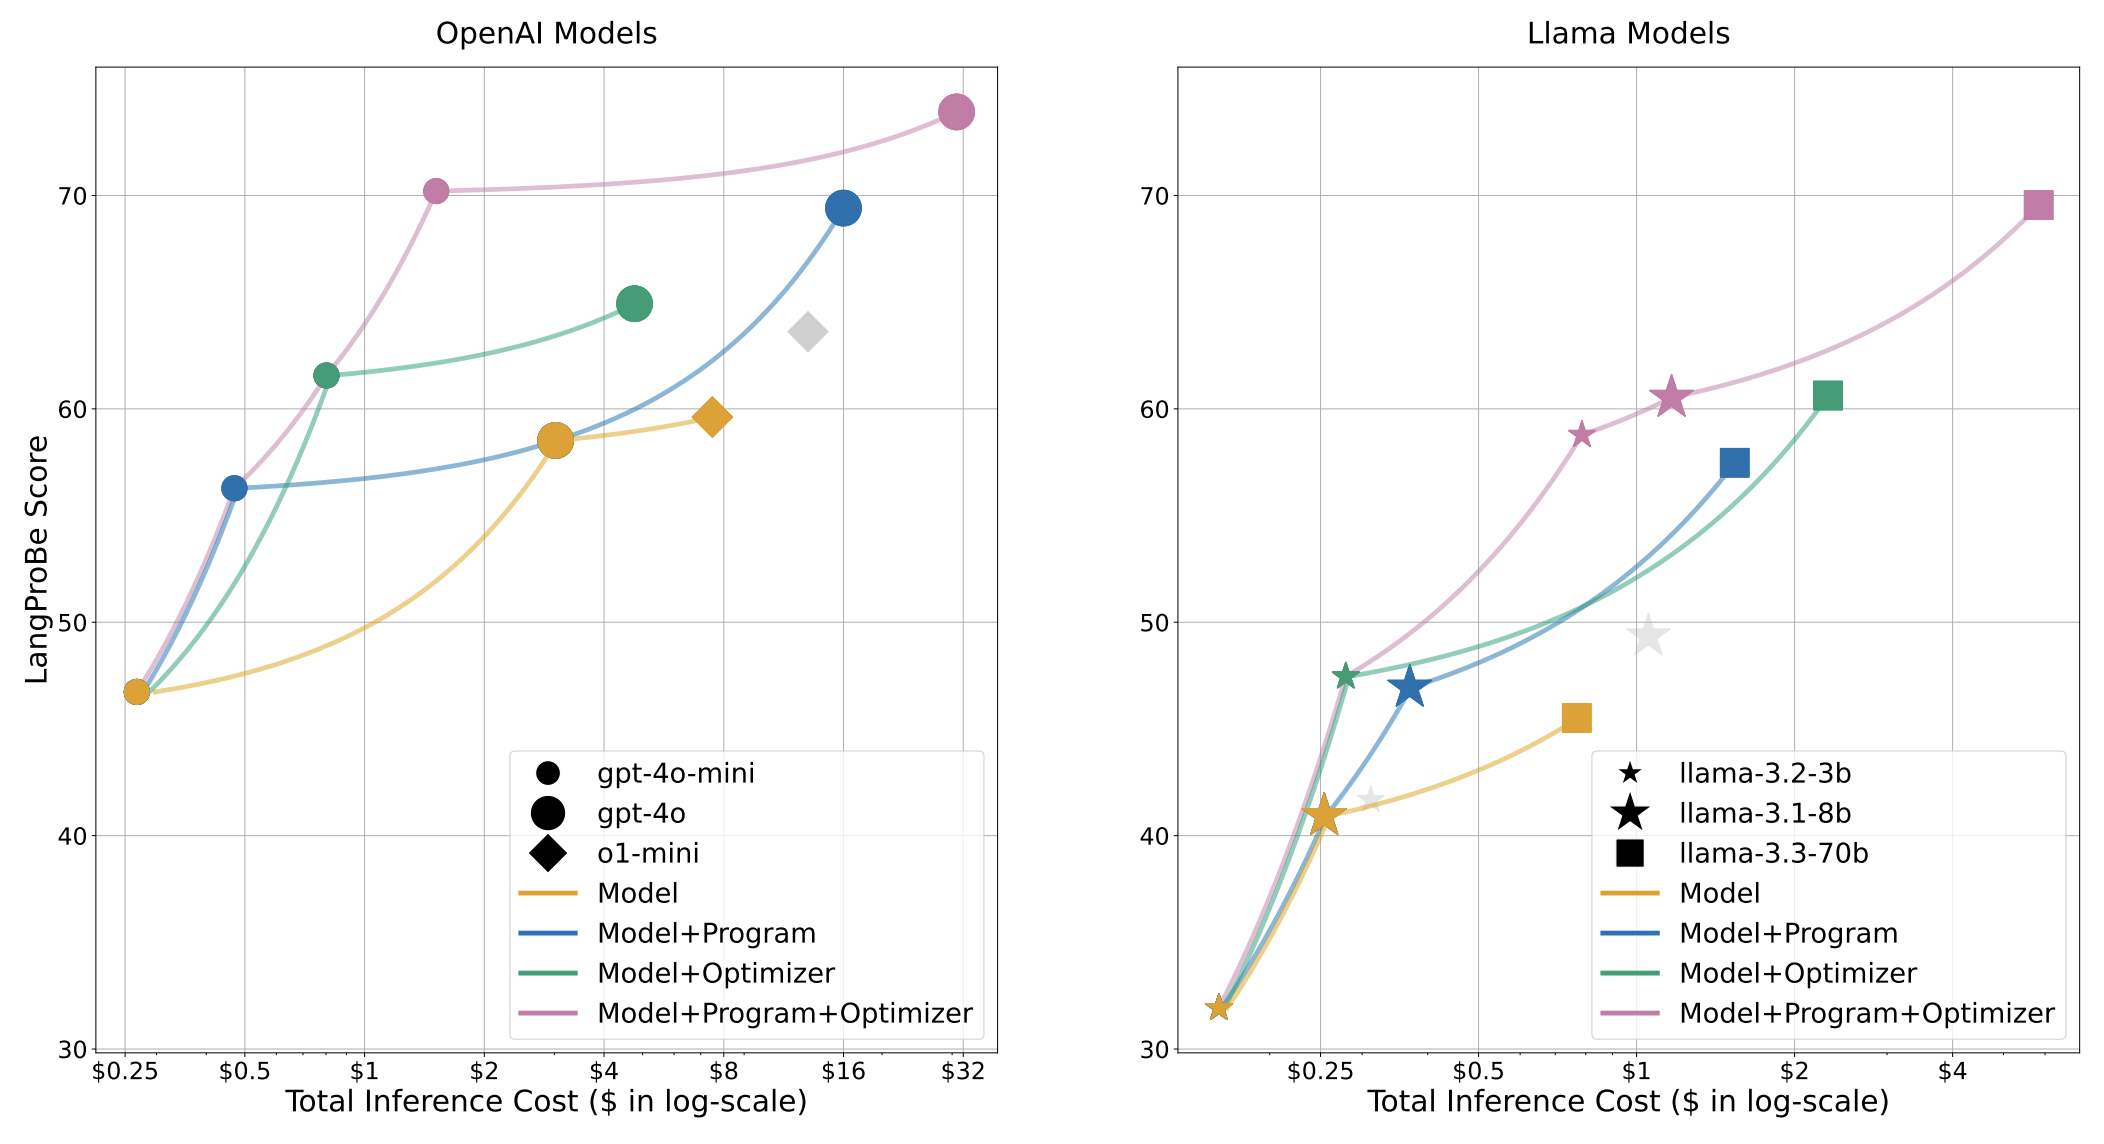 OpenAI Models
LangProBe Score
70
60
50
40
30
$0.25 $0.5 $1 $2 $4 $8 $16 $32
Total Inference Cost ($ in log-scale)
gpt-4o-mini
gpt-4o
o1-mini
Model
Model+Program
Model+Optimizer
Model+Program+Optimizer
Llama Models
70
60
50
40
30
$0.25 $0.5 $1 $2 $4
Total Inference Cost ($ in log-scale)
llama-3.2-3b
llama-3.1-8b
llama-3.3-70b
Model
Model+Program
Model+Optimizer
Model+Program+Optimizer